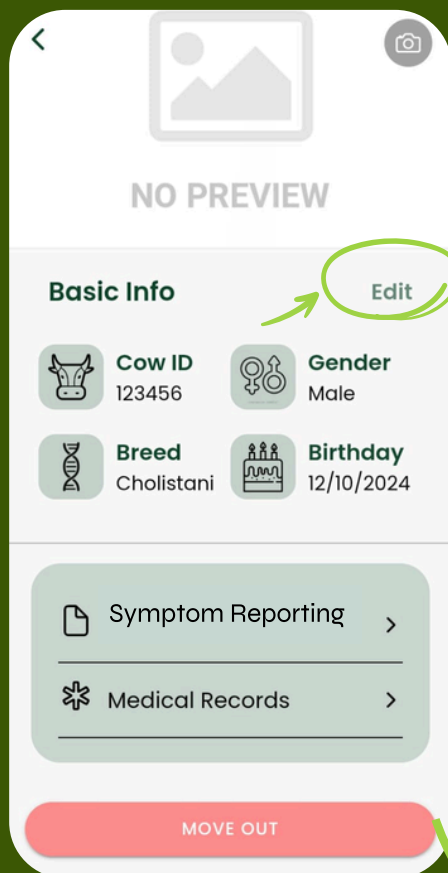 NO PREVIEW
Basic Info Edit
Cow ID Gender
123456 Male
Breed Birthday
Cholistani 12/10/2024
Symptom Reporting
Medical Records
MOVE OUT